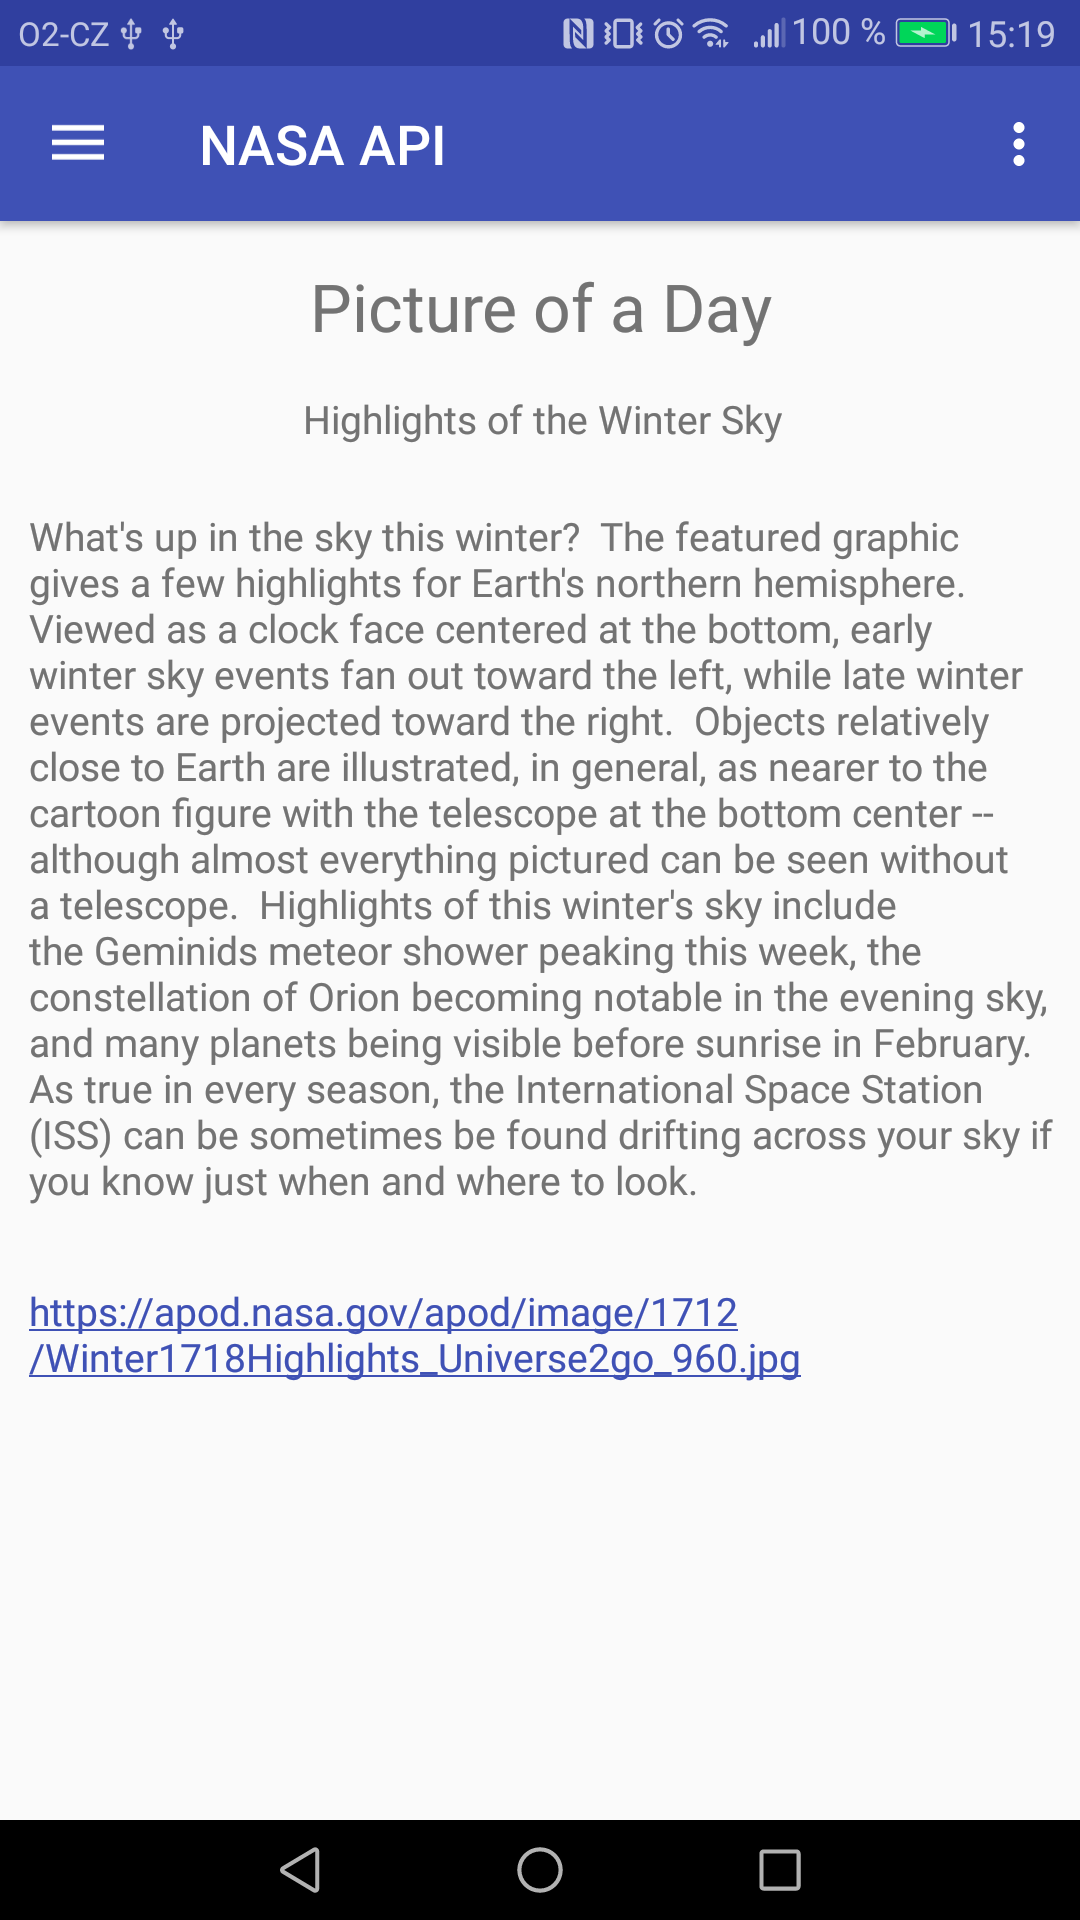 O2-CZ 100 % 15:19
NASA API
Picture of a Day
Highlights of the Winter Sky
What's up in the sky this winter?  The featured graphic
gives a few highlights for Earth's northern hemisphere.
Viewed as a clock face centered at the bottom, early
winter sky events fan out toward the left, while late winter
events are projected toward the right.  Objects relatively
close to Earth are illustrated, in general, as nearer to the
cartoon figure with the telescope at the bottom center --
although almost everything pictured can be seen without
a telescope.  Highlights of this winter's sky include
the Geminids meteor shower peaking this week, the
constellation of Orion becoming notable in the evening sky,
and many planets being visible before sunrise in February.
As true in every season, the International Space Station
(ISS) can be sometimes be found drifting across your sky if
you know just when and where to look.
https://apod.nasa.gov/apod/image/1712
/Winter1718Highlights_Universe2go_960.jpg